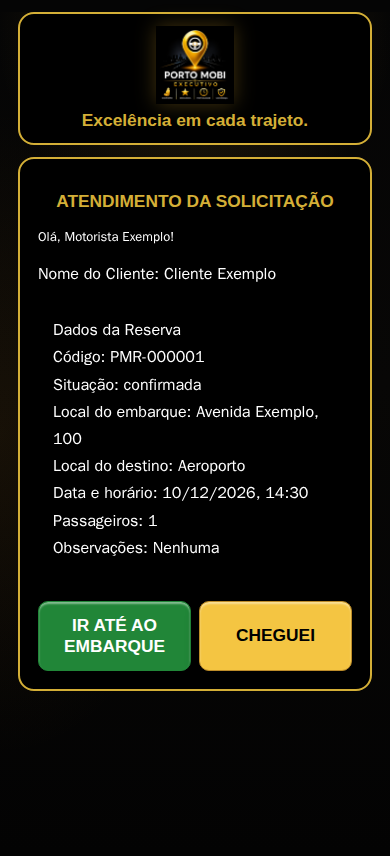 PORTO MOBI
EXECUTIVO
Excelência em cada trajeto.
ATENDIMENTO DA SOLICITAÇÃO
Olá, Motorista Exemplo!
Nome do Cliente: Cliente Exemplo
Dados da Reserva
Código: PMR-000001
Situação: confirmada
Local do embarque: Avenida Exemplo,
100
Local do destino: Aeroporto
Data e horário: 10/12/2026, 14:30
Passageiros: 1
Observações: Nenhuma
IR ATÉ AO
EMBARQUE
CHEGUEI